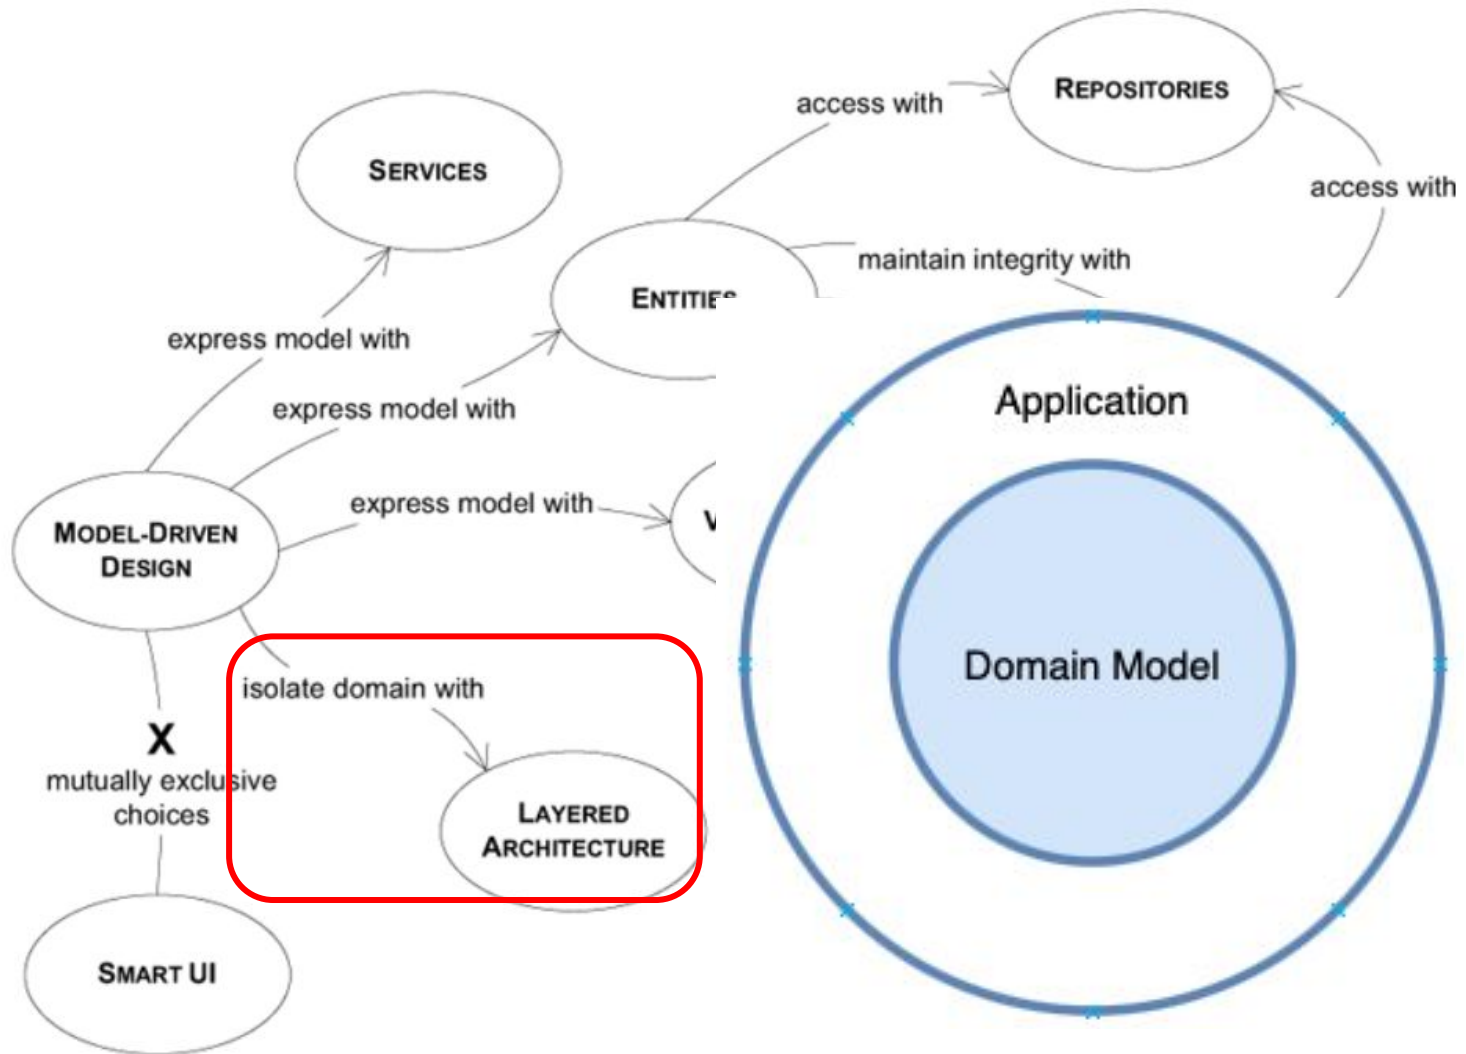 REPOSITORIES
access with
SERVICES
access with
maintain integrity with
ENTITIES
express model with
Application
express model with
express model with
MODEL-DRIVEN
DESIGN
Domain Model
isolate domain with
X
mutually exclusive
choices
LAYERED
ARCHITECTURE
SMART UI